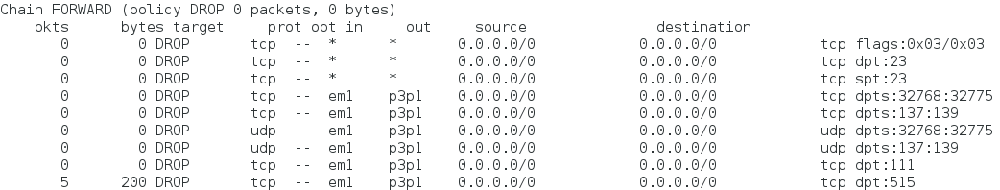 Chain FORWARD (policy DROP 0 packets, 0 bytes)
pkts bytes target prot opt in out source destination
0 0 DROP tcp -- * * 0.0.0.0/0 0.0.0.0/0 tcp flags:0x03/0x03
0 0 DROP tcp -- * * 0.0.0.0/0 0.0.0.0/0 tcp dpt:23
0 0 DROP tcp -- * * 0.0.0.0/0 0.0.0.0/0 tcp spt:23
0 0 DROP tcp -- em1 p3p1 0.0.0.0/0 0.0.0.0/0 tcp dpts:32768:32775
0 0 DROP tcp -- em1 p3p1 0.0.0.0/0 0.0.0.0/0 tcp dpts:137:139
0 0 DROP udp -- em1 p3p1 0.0.0.0/0 0.0.0.0/0 udp dpts:32768:32775
0 0 DROP udp -- em1 p3p1 0.0.0.0/0 0.0.0.0/0 udp dpts:137:139
0 0 DROP tcp -- em1 p3p1 0.0.0.0/0 0.0.0.0/0 tcp dpt:111
5 200 DROP tcp -- em1 p3p1 0.0.0.0/0 0.0.0.0/0 tcp dpt:515